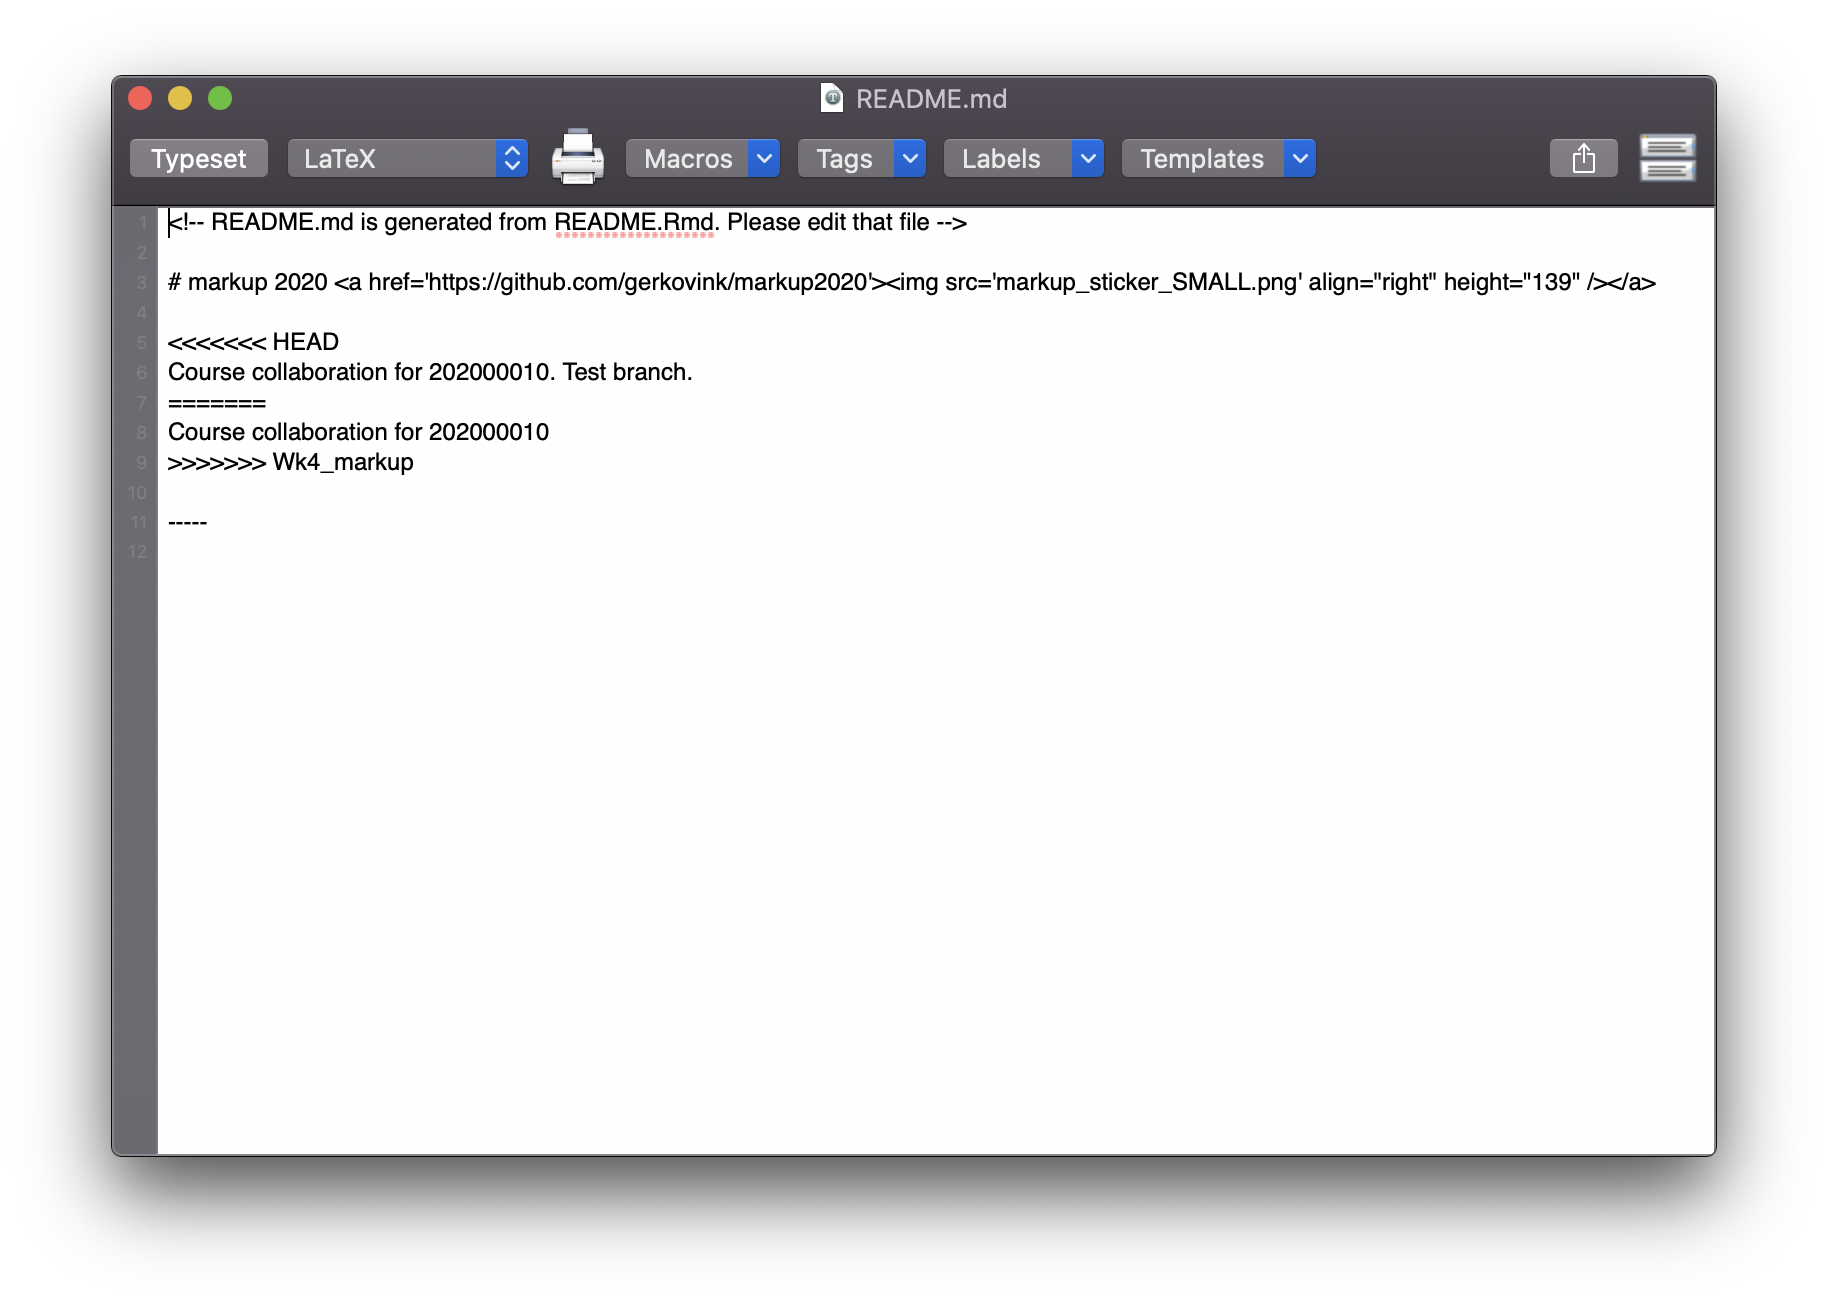 README.md
Typeset LaTeX Macros Tags Labels Templates
1 <!-- README.md is generated from README.Rmd. Please edit that file -->
2
3 # markup 2020 <a href='https://github.com/gerkovink/markup2020'><img src='markup_sticker_SMALL.png' align="right" height="139" /></a>
4
5 <<<<<<< HEAD
6 Course collaboration for 202000010. Test branch.
7 =======
8 Course collaboration for 202000010
9 >>>>>>> Wk4_markup
10
11 -----
12